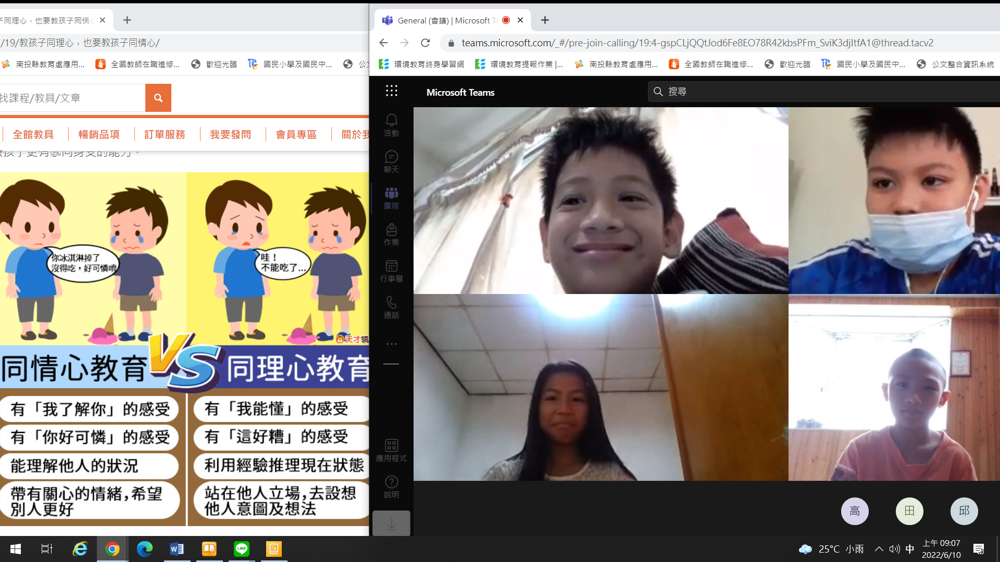 子同理心，也要教孩子同情
/19/教孩子同理心，也要教孩子同情心/
南投縣教育處應用...
全國教師在職進修...
歡迎光臨
國民小學及國民中...
找課程/教具/文章
全館教具
暢銷品項
訂單服務
我要發問
會員專區
關於我
你冰淇淋掉了
沒得吃，好可憐唷
哇！
不能吃了...
天才領
VS
同情心教育
同理心教育
有「我了解你」的感受
有「你好可憐」的感受
能理解他人的狀況
帶有關心的情緒,希望
別人更好
有「我能懂」的感受
有「這好糟」的感受
利用經驗推理現在狀態
站在他人立場,去設想
他人意圖及想法
General (會議) | Microsoft Te
teams.microsoft.com/_#/pre-join-calling/19:4-gspCLjQQtJod6Fe8EO78R42kbsPFm_SviK3djItfA1@thread.tacv2
環境教育終身學習網
環境教育提報作業 |...
南投縣教育處應用...
全國教師在職進修...
歡迎光臨
國民小學及國民中...
公文整合資訊系統
Microsoft Teams
搜尋
活動
聊天
團隊
作業
行事曆
通話
應用程式
說明
高
田
邱
25°C 小雨
中
上午 09:07
2022/6/10